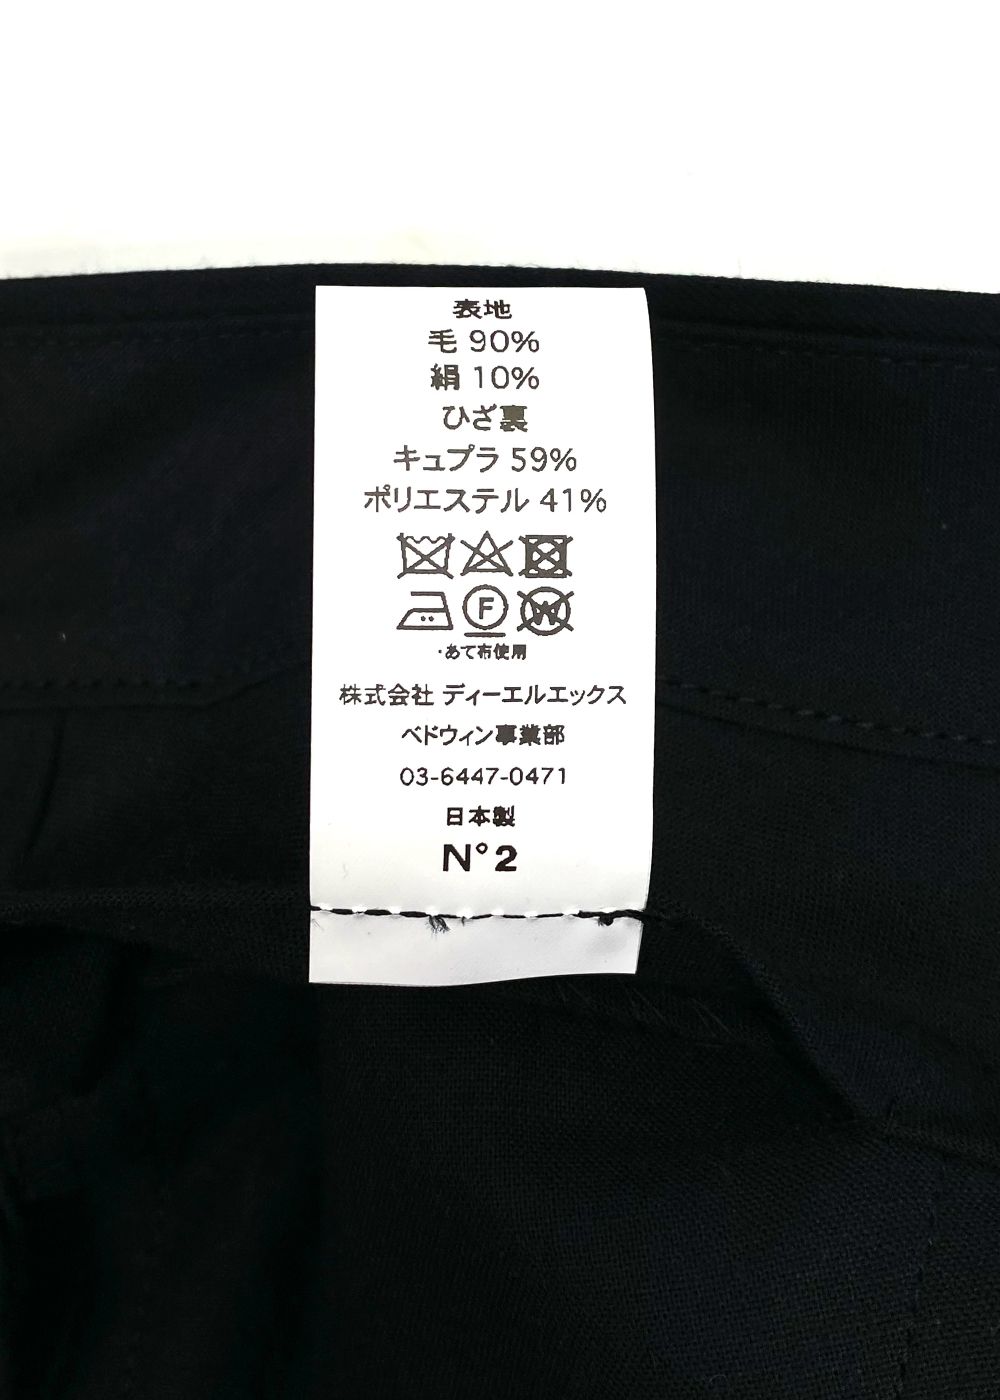 表地
毛 90%
絹 10%
ひざ裏
キュプラ 59%
ポリエステル 41%
F
W
・あて布使用
株式会社 ディーエルエックス
ベドウィン事業部
03-6447-0471
日本製
N°2